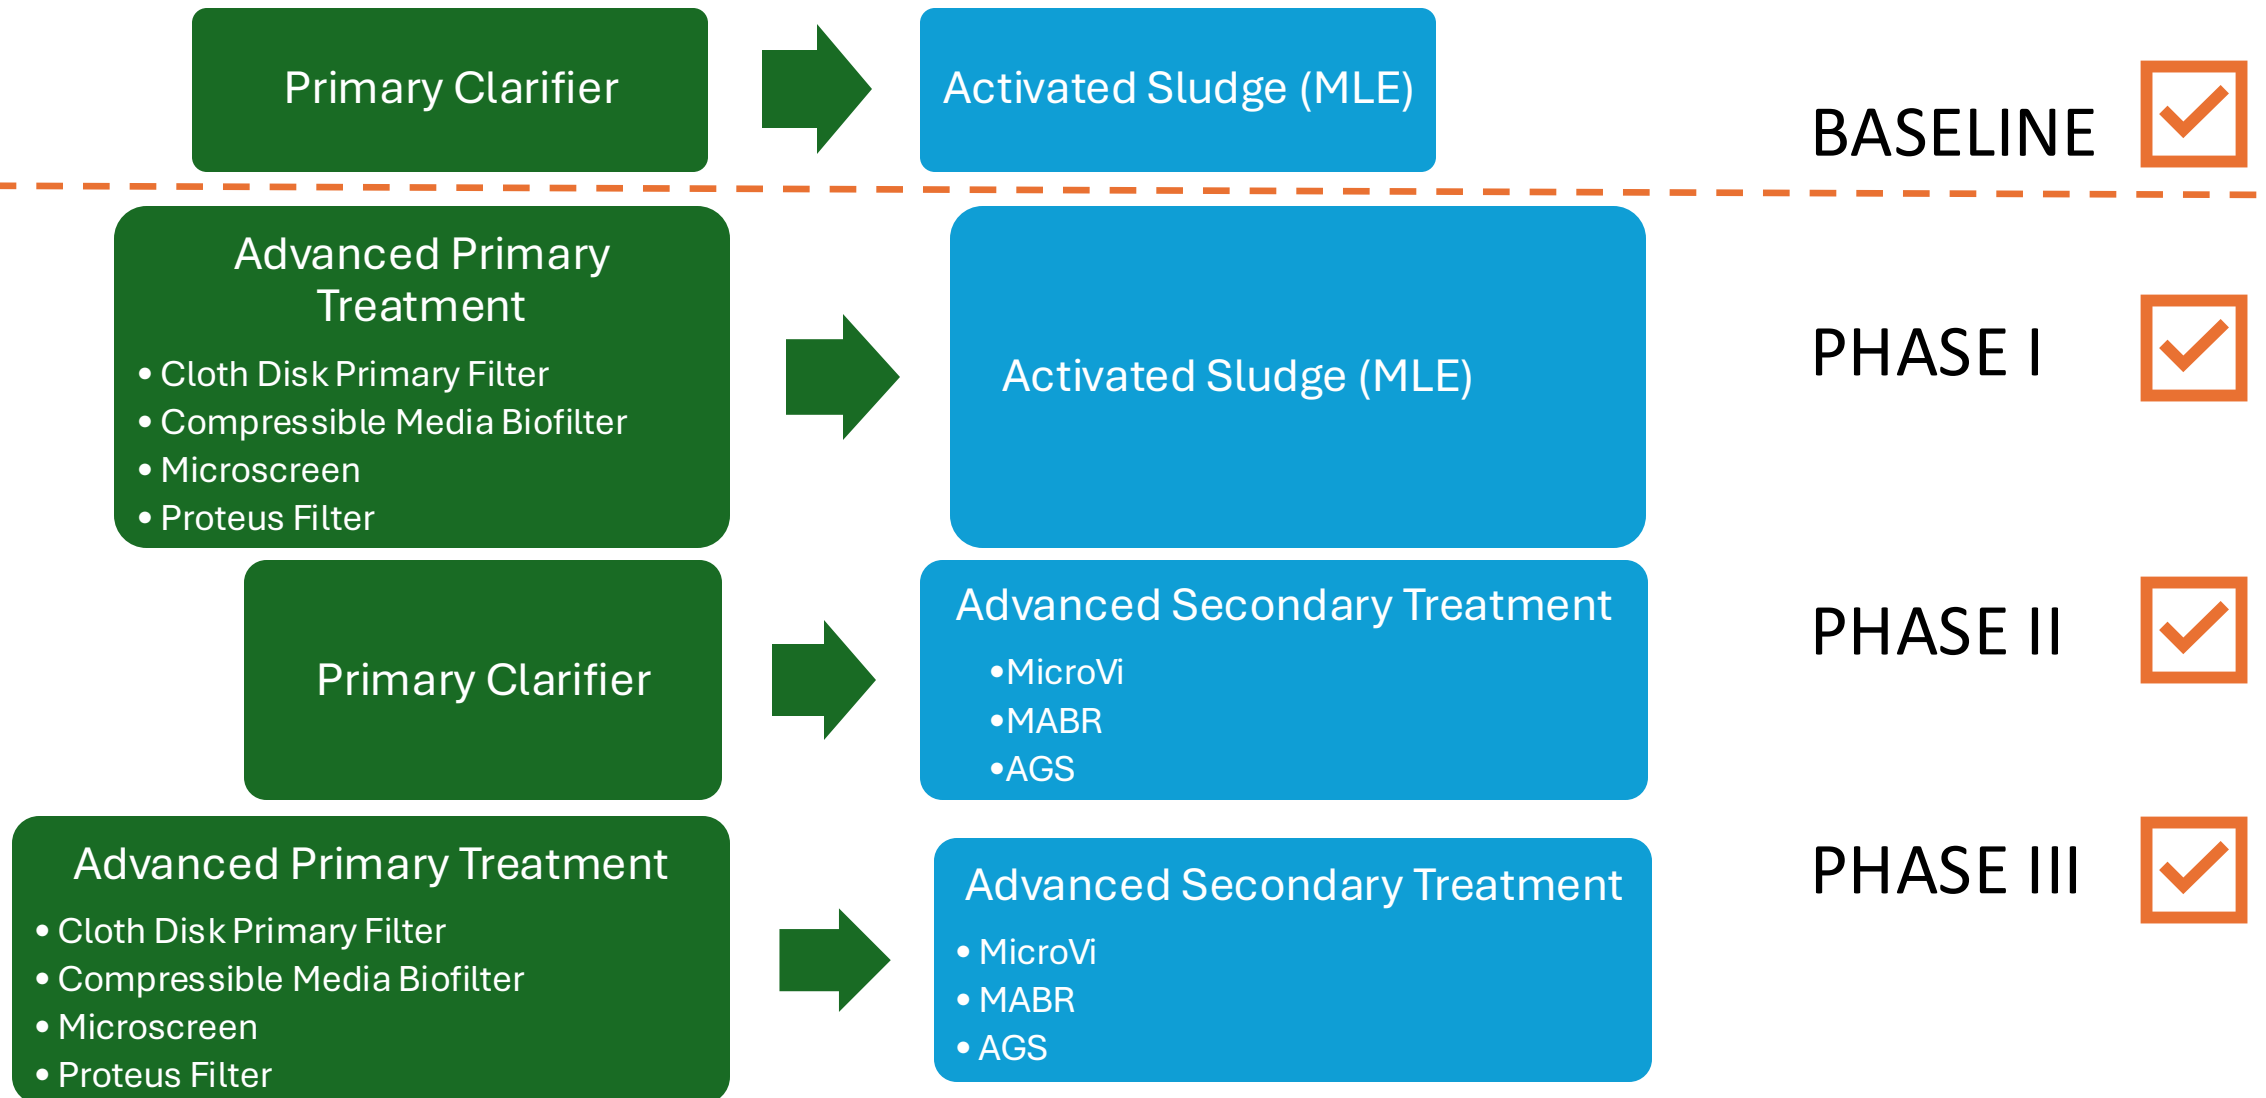 Primary Clarifier
Activated Sludge (MLE)
BASELINE
Advanced Primary
Treatment
• Cloth Disk Primary Filter
• Compressible Media Biofilter
• Microscreen
• Proteus Filter
Activated Sludge (MLE)
PHASE I
Primary Clarifier
Advanced Secondary Treatment
•MicroVi
•MABR
•AGS
PHASE II
Advanced Primary Treatment
• Cloth Disk Primary Filter
• Compressible Media Biofilter
• Microscreen
• Proteus Filter
Advanced Secondary Treatment
• MicroVi
• MABR
• AGS
PHASE III